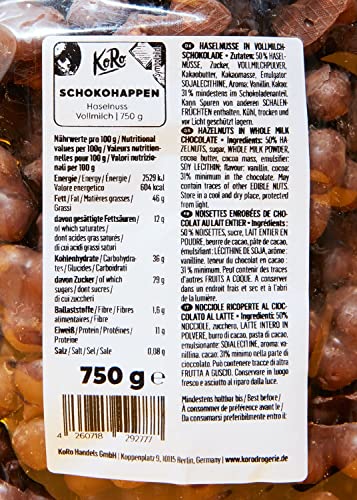 KoRo
SCHOKOHAPPEN
Haselnuss
Vollmilch | 750 g
Nährwerte pro 100 g / Nutritional
values per 100g / Valeurs nutrition-
nelles pour 100 g / Valori nutrizio-
nali per 100 g
Energie / Energy / Énergie / 2529 kJ
Valore energetico 604 kcal
Fett / Fat / Matières grasses / 46 g
Grassi
davon gesättigte Fettsäuren / 12 g
of which saturated fatty acids /
dont acides gras saturés /
di cui acidi grassi saturi
Kohlenhydrate / Carbohydra- 36 g
tes / Glucides / Carboidrati
davon Zucker / of which 29 g
sugars / dont sucres /
di cui zuccheri
Ballaststoffe / Fibre / Fibres 1,6 g
alimentaires / Fibre
Eiweiß / Protein / Protéines / 11 g
Proteine
Salz / Salt / Sel / Sale 0,08 g
750 g e
4 260718 292777
KoRo Handels GmbH / Koppenplatz 9, 10115 Berlin, Germany / www.korodrogerie.de
DE HASELNÜSSE IN VOLLMILCH-
SCHOKOLADE • Zutaten: 50 % HASEL-
NÜSSE, Zucker, VOLLMILCHPULVER,
Kakaobutter, Kakaomasse, Emulgator:
SOJALECITHINE, Aroma: Vanillin. Kakao:
31 % mindestens im Schokoladenanteil.
Kann Spuren von anderen SCHALEN-
FRÜCHTEN enthalten. Kühl, trocken und
vor Licht geschützt lagern.
HAZELNUTS IN WHOLE MILK
CHOCOLATE • Ingredients: 50% HA-
ZELNUTS, sugar, WHOLE MILK POWDER,
cocoa butter, cocoa mass, emulsifier:
SOY LECITHIN; flavour: vanillin. cocoa:
31% minimum in the chocolate. May
contain traces of other EDIBLE NUTS.
Store in a cool and dry place, protected
from light.
NOISETTES ENROBÉES DE CHO-
COLAT AU LAIT ENTIER • Ingrédients :
50 % NOISETTES, sucre, LAIT ENTIER EN
POUDRE, beurre de cacao, pâte de cacao,
émulsifiant : LÉCITHINE DE SOJA, arôme :
vanilline. teneur du chocolat en cacao :
31 % minimum. Peut contenir des traces
d'autres FRUITS A COQUE. À conserver
dans un endroit frais et sec et à l'abri de
la lumière.
NOCCIOLE RICOPERTE AL CIOC-
COLATO AL LATTE • Ingredienti: 50%
NOCCIOLE, zucchero, LATTE INTERO IN
POLVERE, burro di cacao, pasta di cacao,
emulsionante: SOIALECITINE, aroma: va-
nillina. cacao: 31% minimo nella parte di
cioccolato. Può contenere tracce di altra
FRUTTA A GUSCIO. Conservare in luogo
fresco e asciutto al riparo dalla luce.
Mindestens haltbar bis / Best before /
À consommer de préférence avant le /
Da consumarsi preferibilmente entro il: